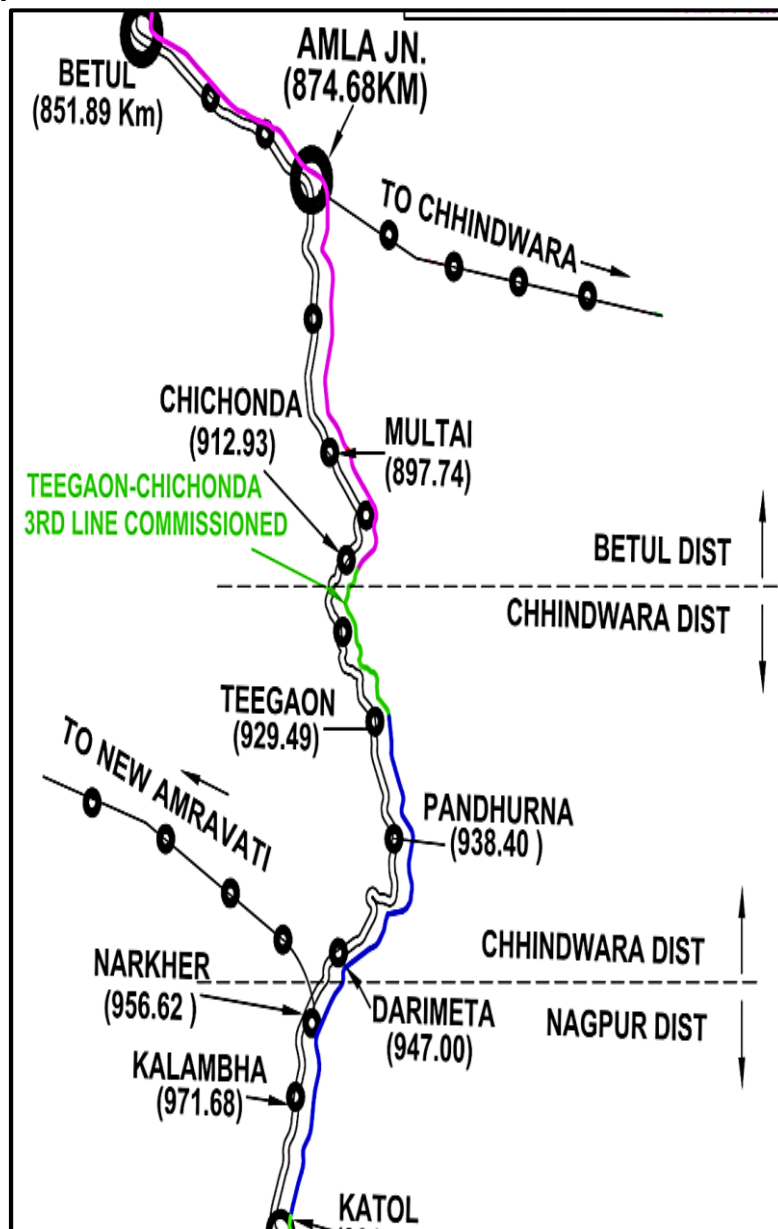 AMLA JN.
(874.68KM)
BETUL
(851.89 Km)
TO CHHINDWARA
CHICHONDA
(912.93)
MULTAI
(897.74)
TEEGAON-CHICHONDA
3RD LINE COMMISSIONED
BETUL DIST
CHHINDWARA DIST
TEEGAON
(929.49)
TO NEW AMRAVATI
PANDHURNA
(938.40 )
CHHINDWARA DIST
NARKHER
(956.62 )
DARIMETA
(947.00)
NAGPUR DIST
KALAMBHA
(971.68)
KATOL